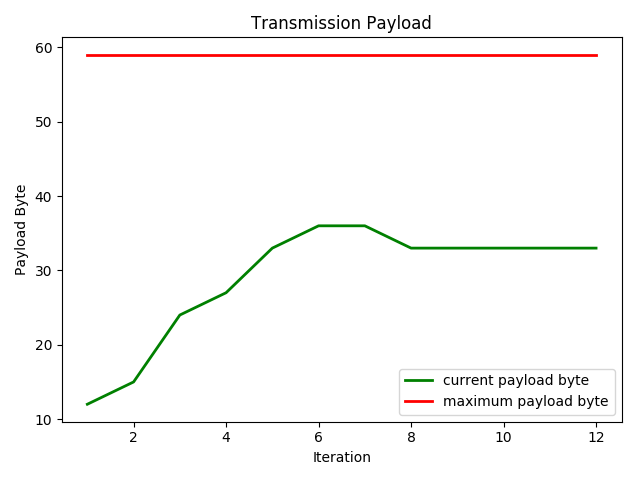 Transmission Payload
Payload Byte
60
50
40
30
20
10
2 4 6 8 10 12
Iteration
current payload byte
maximum payload byte